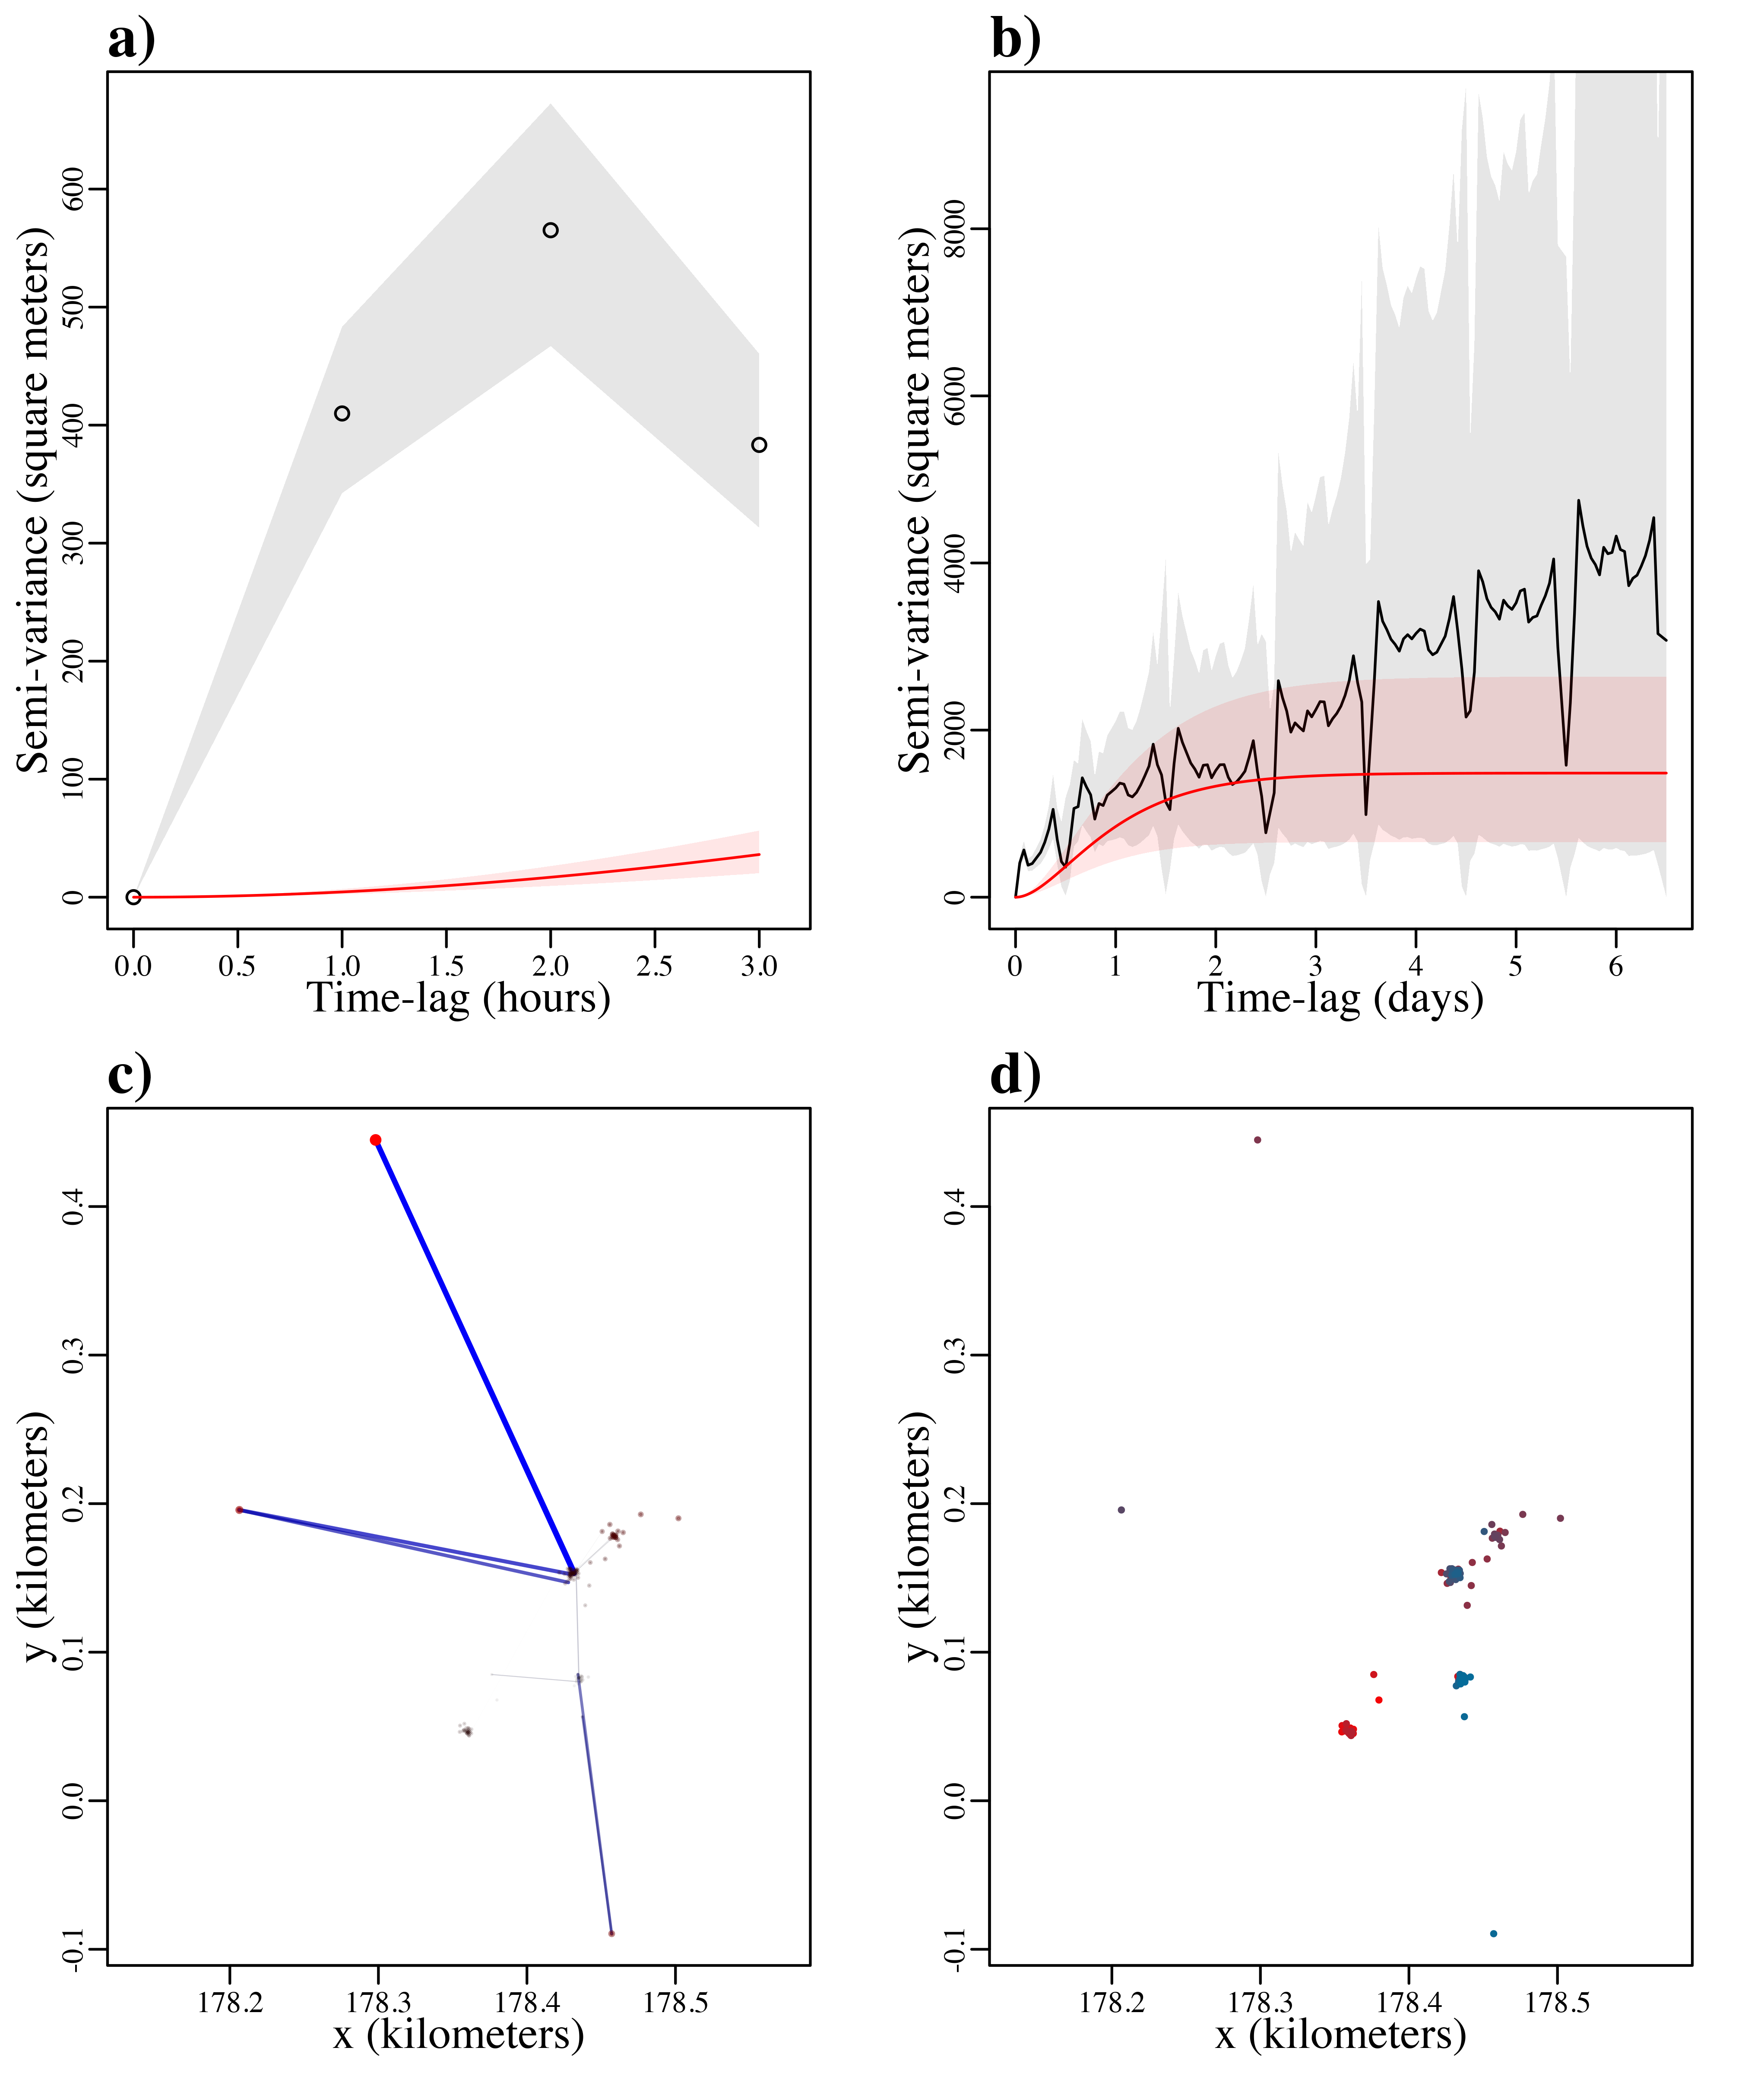 a)
Semi-variance (square meters)
0 100 200 300 400 500 600
0.0 0.5 1.0 1.5 2.0 2.5 3.0
Time-lag (hours)
b)
Semi-variance (square meters)
0 2000 4000 6000 8000
0 1 2 3 4 5 6
Time-lag (days)
c)
y (kilometers)
-0.1 0.0 0.1 0.2 0.3 0.4
178.2 178.3 178.4 178.5
x (kilometers)
d)
y (kilometers)
-0.1 0.0 0.1 0.2 0.3 0.4
178.2 178.3 178.4 178.5
x (kilometers)